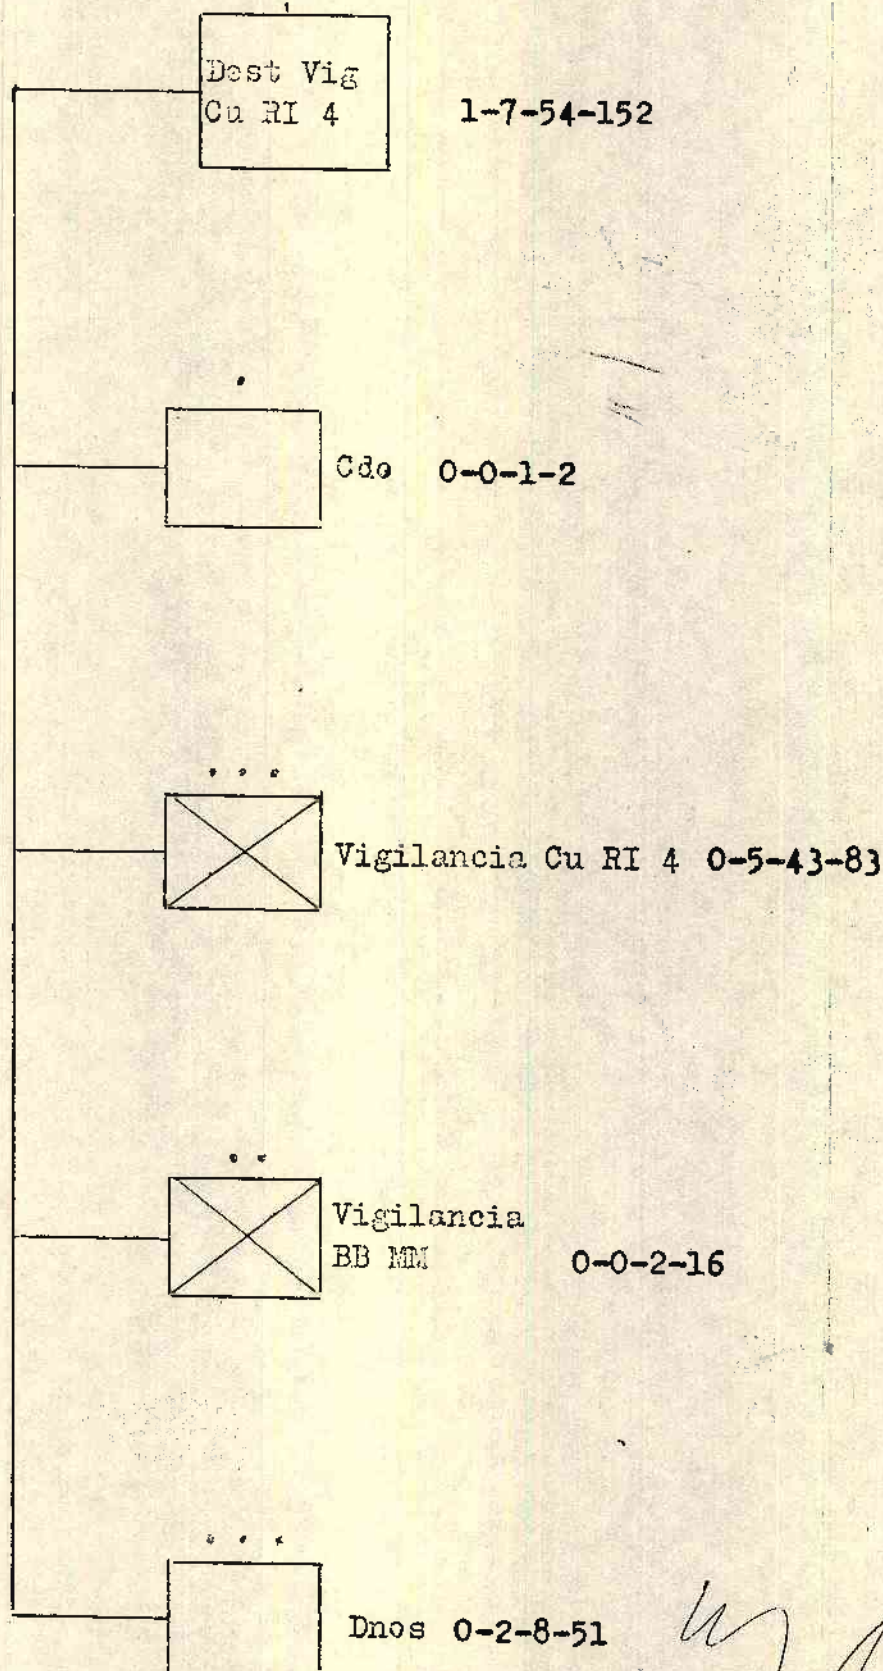 Dest Vig
Cu RI 4
1-7-54-152
Cdo 0-0-1-2
Vigilancia Cu RI 4 0-5-43-83
Vigilancia
BB MM
0-0-2-16
Dnos 0-2-8-51